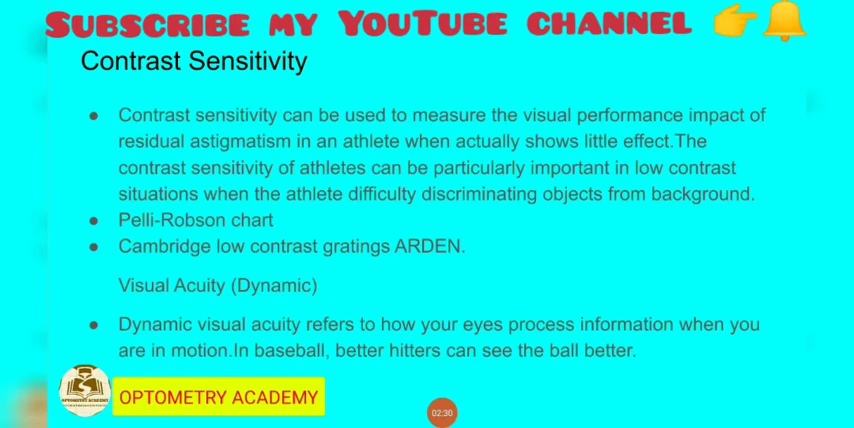 SUBSCRIBE MY YOUTUBE CHANNEL 👉🔔
Contrast Sensitivity
● Contrast sensitivity can be used to measure the visual performance impact of
residual astigmatism in an athlete when actually shows little effect.The
contrast sensitivity of athletes can be particularly important in low contrast
situations when the athlete difficulty discriminating objects from background.
● Pelli-Robson chart
● Cambridge low contrast gratings ARDEN.
Visual Acuity (Dynamic)
● Dynamic visual acuity refers to how your eyes process information when you
are in motion.In baseball, better hitters can see the ball better.
OPTOMETRY ACADEMY
OPTOMETRY ACADEMY
02:30